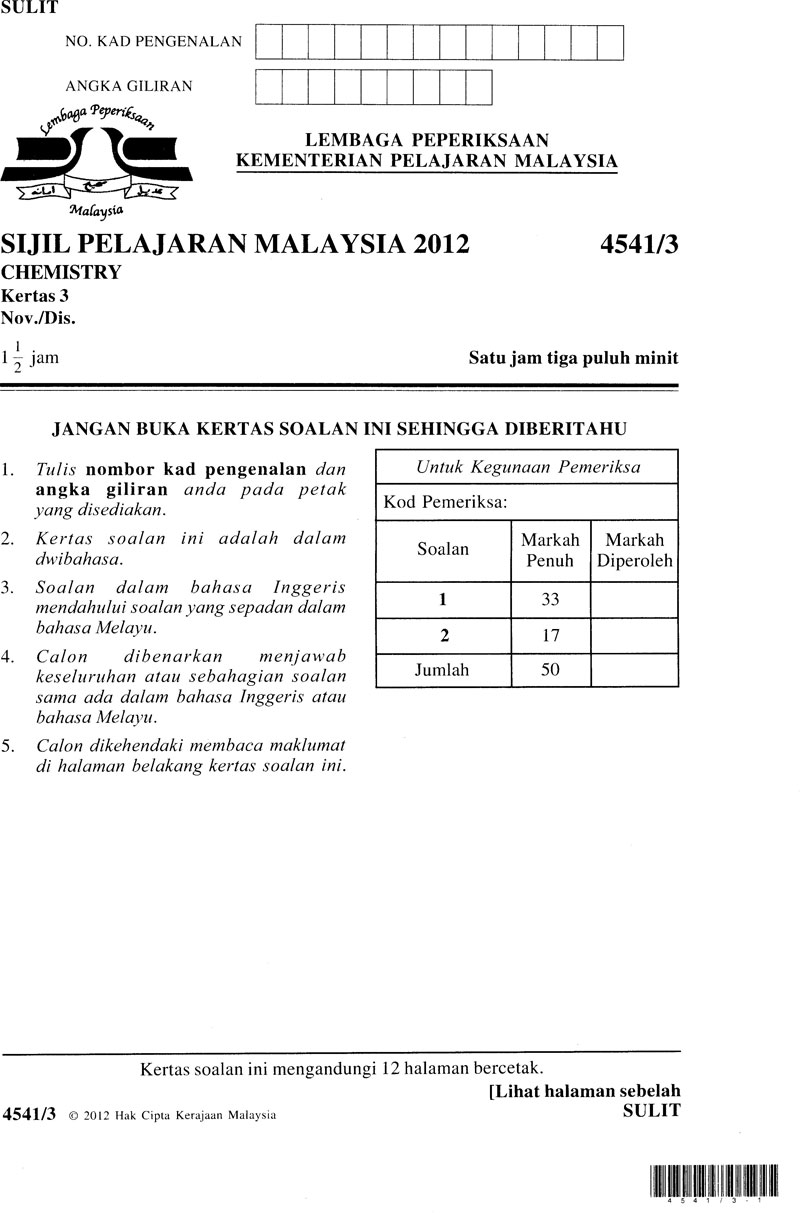 SULIT
NO. KAD PENGENALAN
ANGKA GILIRAN
Lembaga Peperiksaan
Malaysia
LEMBAGA PEPERIKSAAN
KEMENTERIAN PELAJARAN MALAYSIA
SIJIL PELAJARAN MALAYSIA 2012 4541/3
CHEMISTRY
Kertas 3
Nov./Dis.
1 1/2 jam Satu jam tiga puluh minit
JANGAN BUKA KERTAS SOALAN INI SEHINGGA DIBERITAHU
1. Tulis nombor kad pengenalan dan
angka giliran anda pada petak
yang disediakan.
2. Kertas soalan ini adalah dalam
dwibahasa.
3. Soalan dalam bahasa Inggeris
mendahului soalan yang sepadan dalam
bahasa Melayu.
4. Calon dibenarkan menjawab
keseluruhan atau sebahagian soalan
sama ada dalam bahasa Inggeris atau
bahasa Melayu.
5. Calon dikehendaki membaca maklumat
di halaman belakang kertas soalan ini.
Untuk Kegunaan Pemeriksa
Kod Pemeriksa:
Soalan Markah Penuh Markah Diperoleh
1 33
2 17
Jumlah 50
Kertas soalan ini mengandungi 12 halaman bercetak.
[Lihat halaman sebelah
4541/3 © 2012 Hak Cipta Kerajaan Malaysia SULIT
4541/3-1